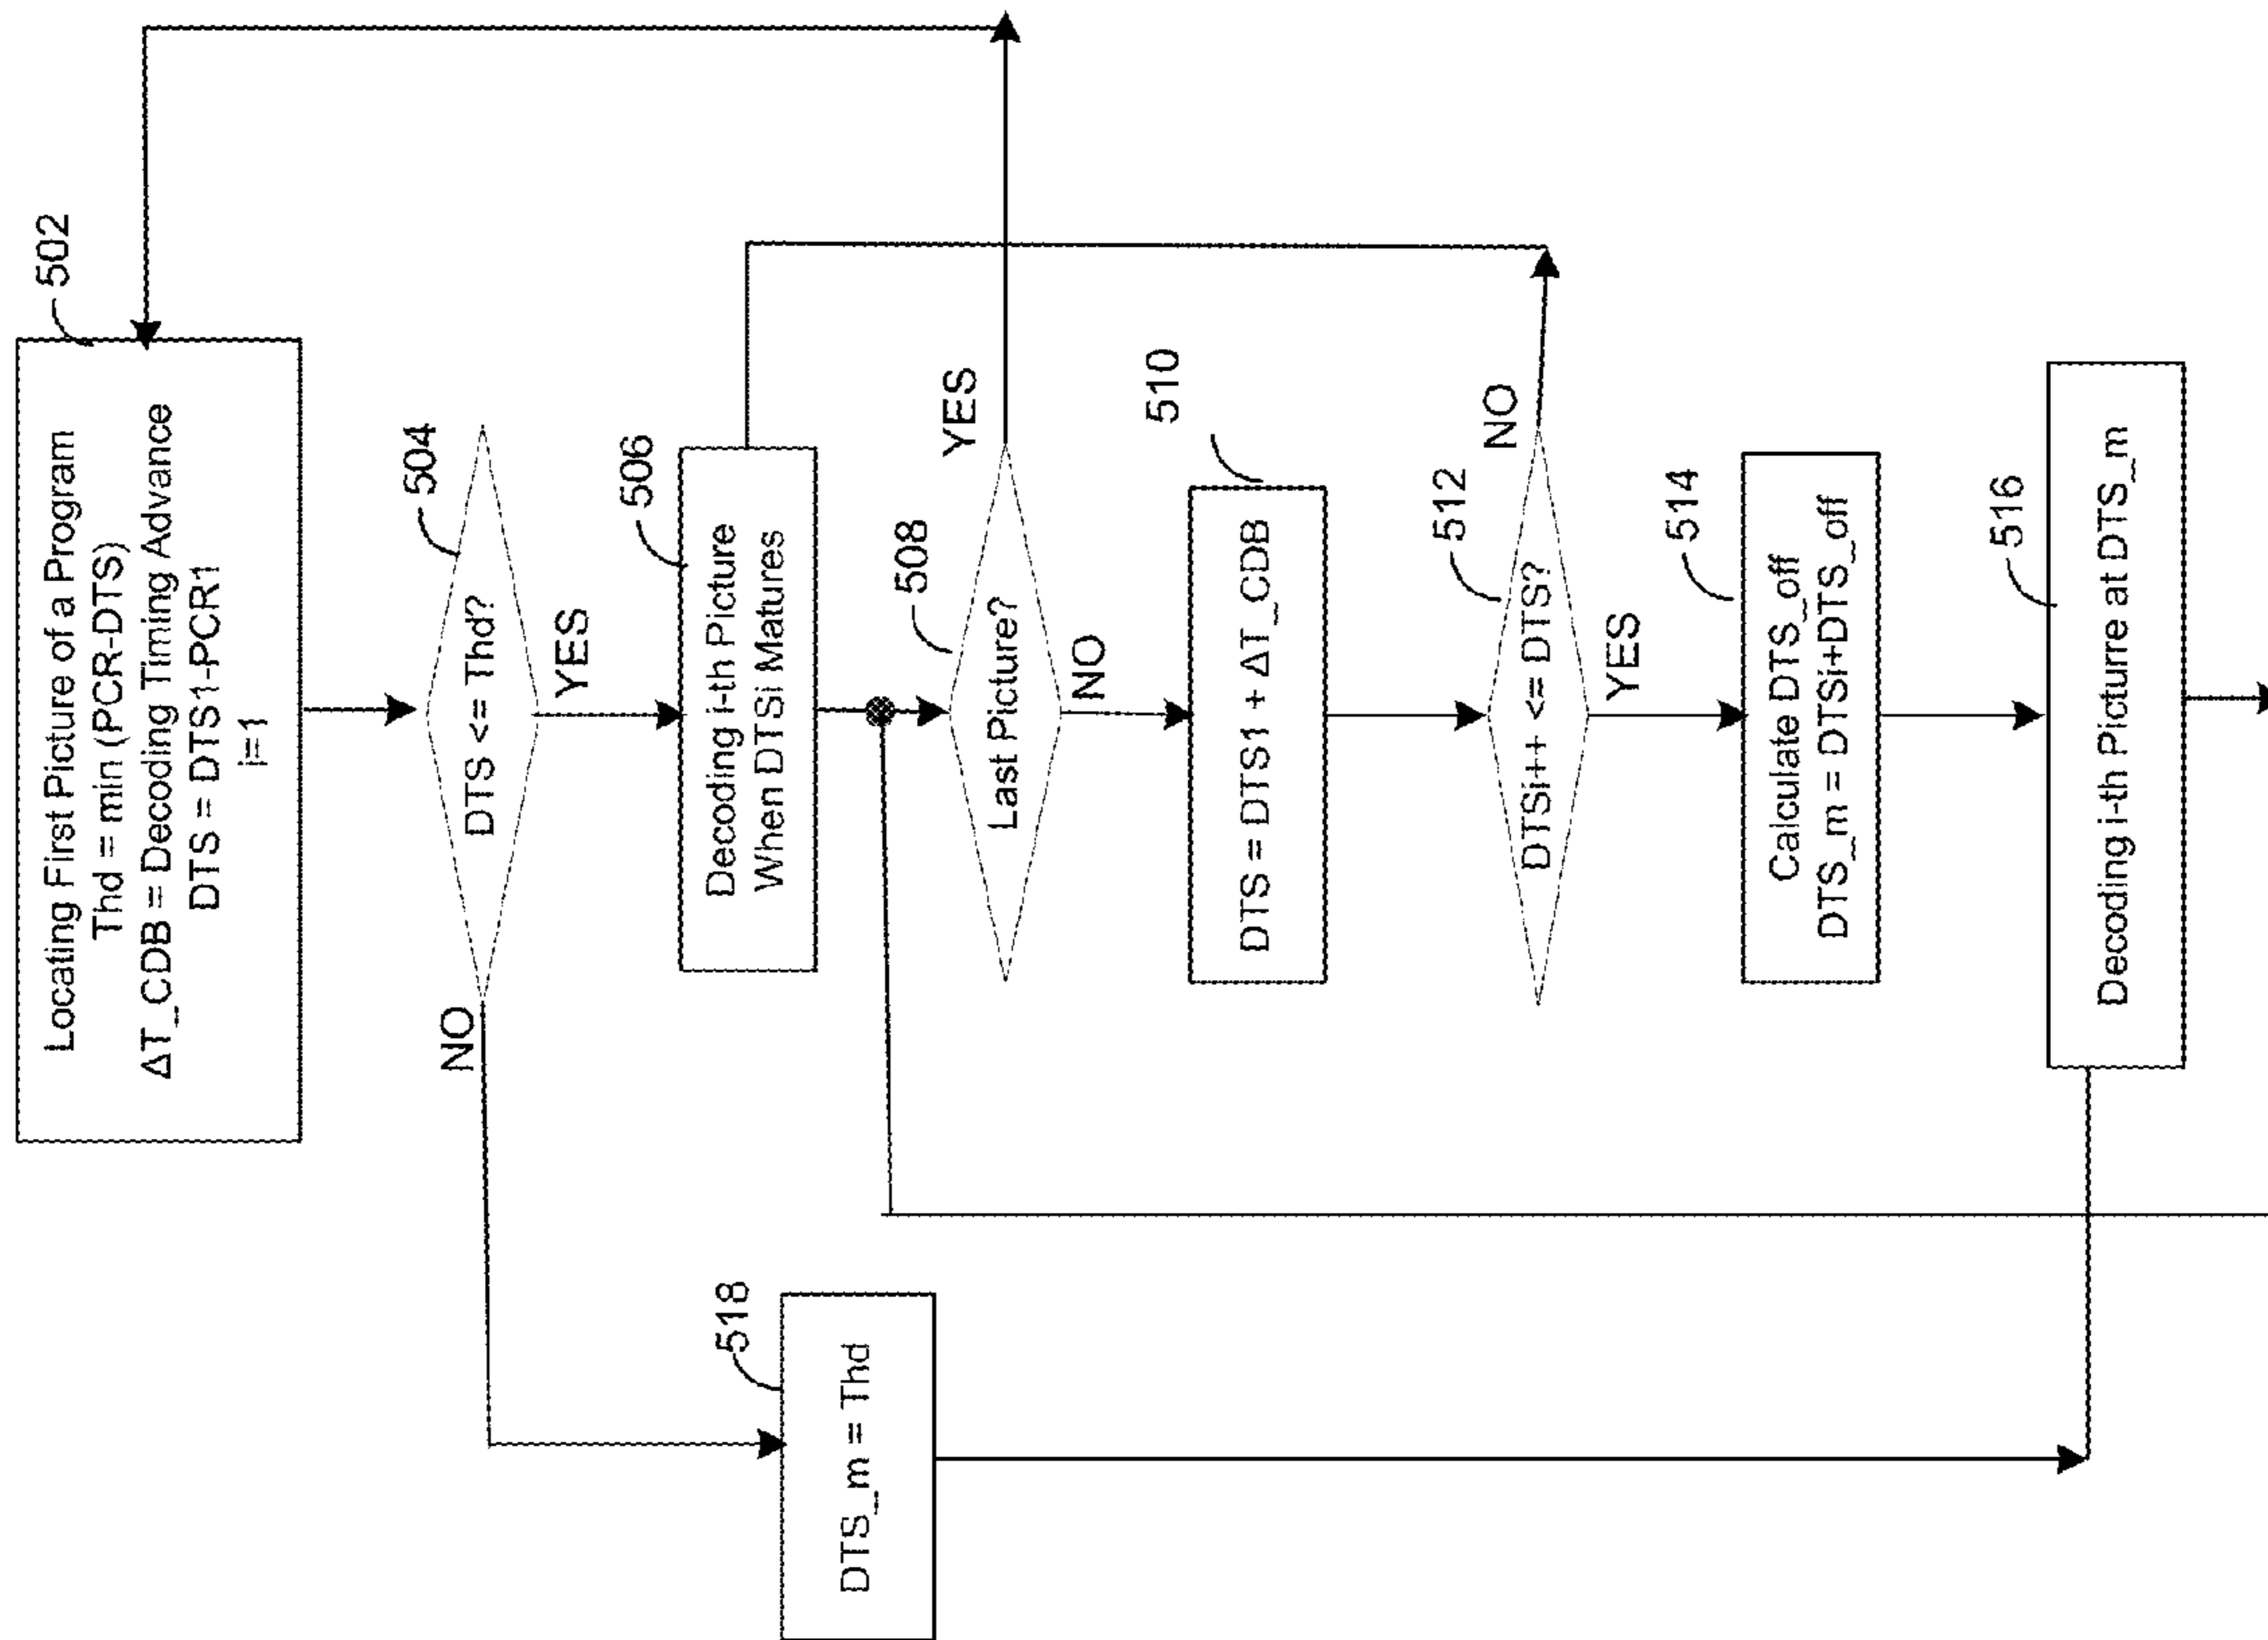 502
Locating First Picture of a Program
Thd = min (PCR-DTS)
ΔT_CDB = Decoding Timing Advance
DTS = DTS1-PCR1
i=1
504
DTS <= Thd?
NO
YES
506
Decoding i-th Picture
When DTSi Matures
508
Last Picture?
YES
NO
510
DTS = DTS1 + ΔT_CDB
512
DTSi++ <= DTS?
NO
YES
514
Calculate DTS_off
DTS_m = DTSi+DTS_off
516
Decoding i-th Picturre at DTS_m
518
DTS_m = Thd